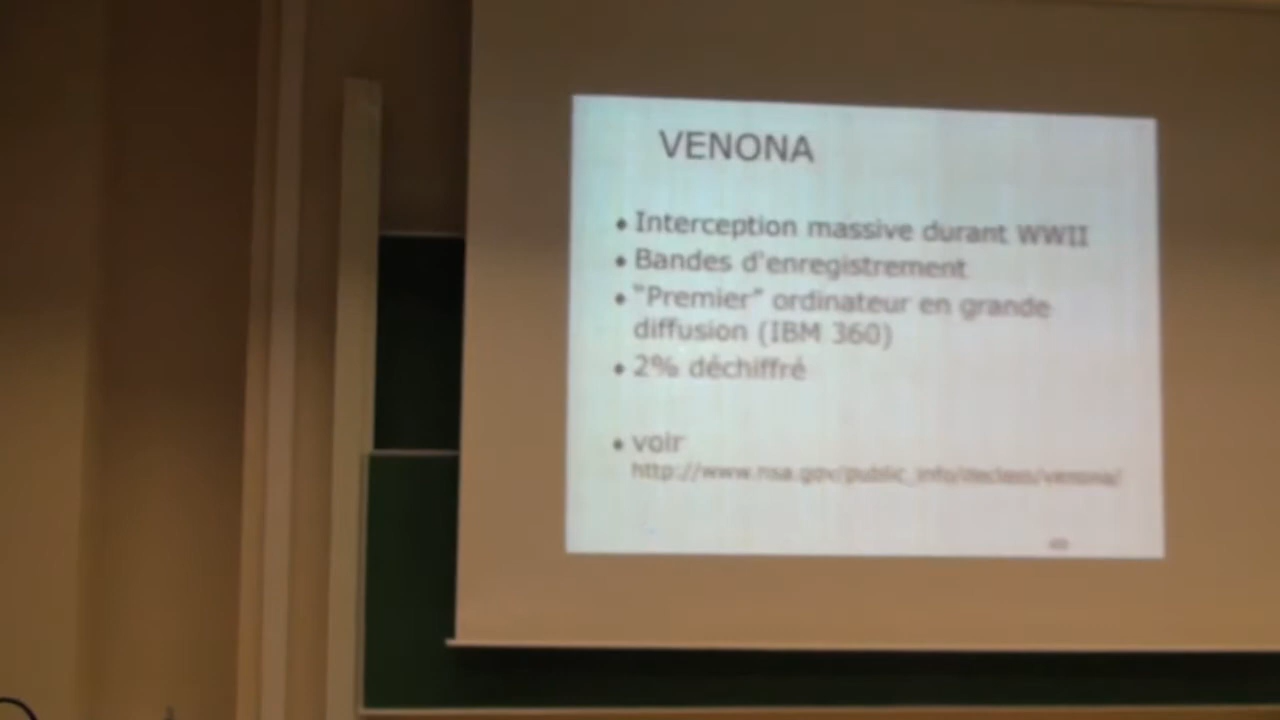 VENONA
• Interception massive durant WWII
• Bandes d'enregistrement
• "Premier" ordinateur en grande
diffusion (IBM 360)
• 2% déchiffré
• voir
http://www.nsa.gov/public_info/declass/venona/